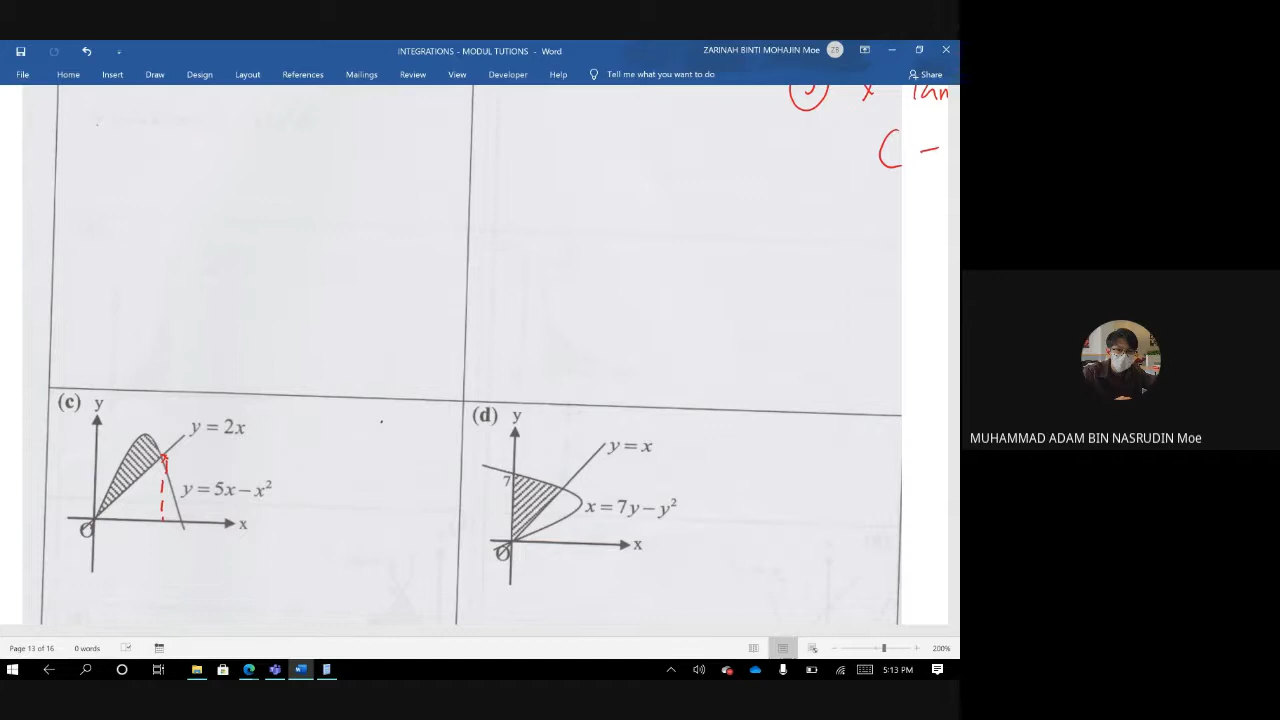 INTEGRATIONS - MODUL TUTIONS - Word
ZARINAH BINTI MOHAJIN Moe
ZB
File Home Insert Draw Design Layout References Mailings Review View Developer Help Tell me what you want to do Share
(c) y
y = 2x
y = 5x – x²
x
O
(d) y
y = x
7
x = 7y – y²
x
O
MUHAMMAD ADAM BIN NASRUDIN Moe
Page 13 of 16 0 words
200%
5:13 PM